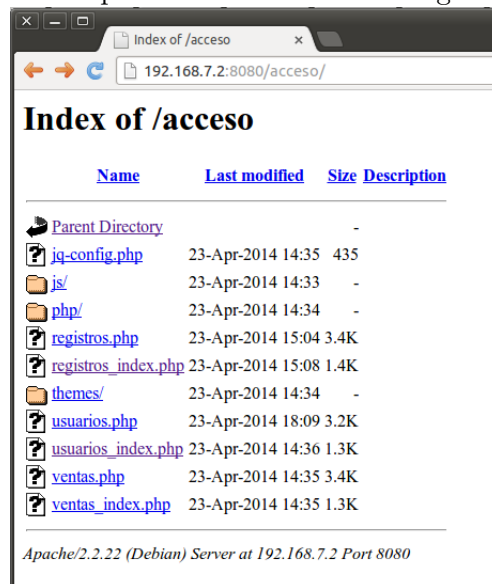 Index of /acceso ×
192.168.7.2:8080/acceso/
Index of /acceso
Name Last modified Size Description
Parent Directory -
jq-config.php 23-Apr-2014 14:35 435
js/ 23-Apr-2014 14:33 -
php/ 23-Apr-2014 14:34 -
registros.php 23-Apr-2014 15:04 3.4K
registros_index.php 23-Apr-2014 15:08 1.4K
themes/ 23-Apr-2014 14:34 -
usuarios.php 23-Apr-2014 18:09 3.2K
usuarios_index.php 23-Apr-2014 14:36 1.3K
ventas.php 23-Apr-2014 14:35 3.4K
ventas_index.php 23-Apr-2014 14:35 1.3K
Apache/2.2.22 (Debian) Server at 192.168.7.2 Port 8080